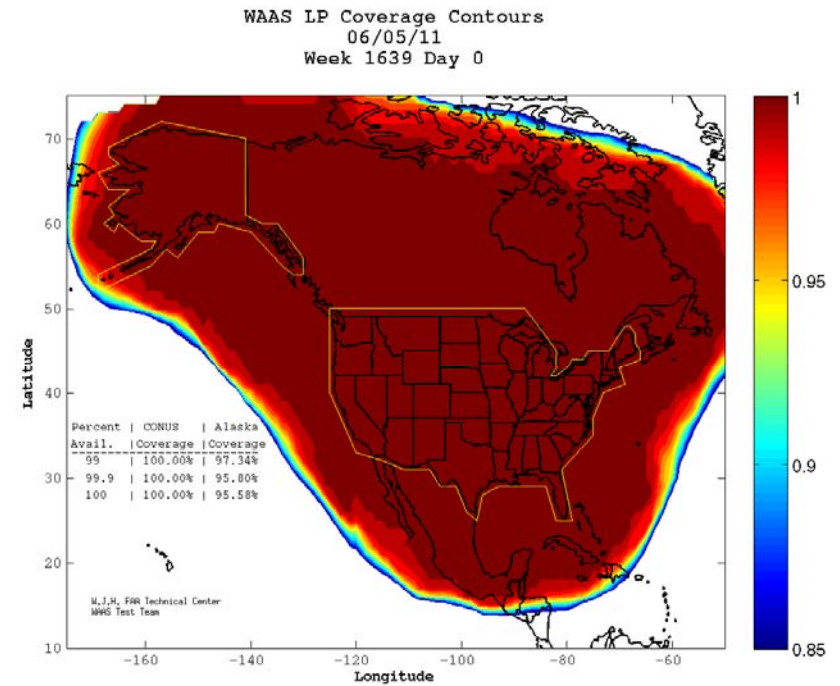 WAAS LP Coverage Contours
06/05/11
Week 1639 Day 0
70
60
50
40
30
20
10
Latitude
-160
-140
-120
-100
-80
-60
Longitude
Percent | CONUS | Alaska
Avail. |Coverage |Coverage
99 | 100.00% | 97.34%
99.9 | 100.00% | 95.80%
100 | 100.00% | 95.58%
W.J.H. FAA Technical Center
WAAS Test Team
1
0.95
0.9
0.85